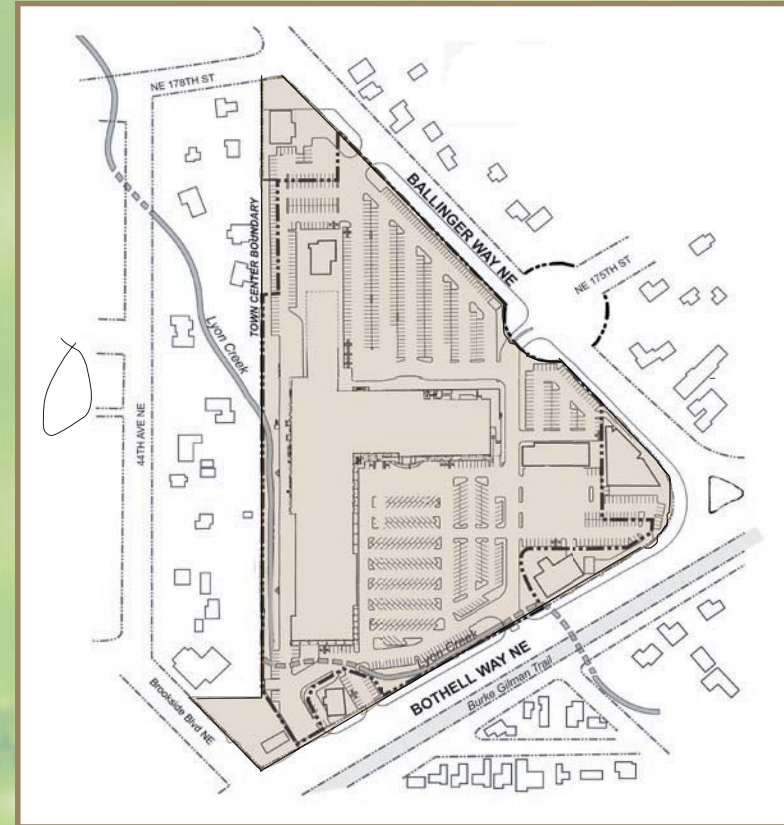 NE 178TH ST
BALLINGER WAY NE
TOWN CENTER BOUNDARY
NE 175TH ST
Lyon Creek
44TH AVE NE
Lyon Creek
BOTHELL WAY NE
Burke Gilman Trail
Brookside Blvd NE